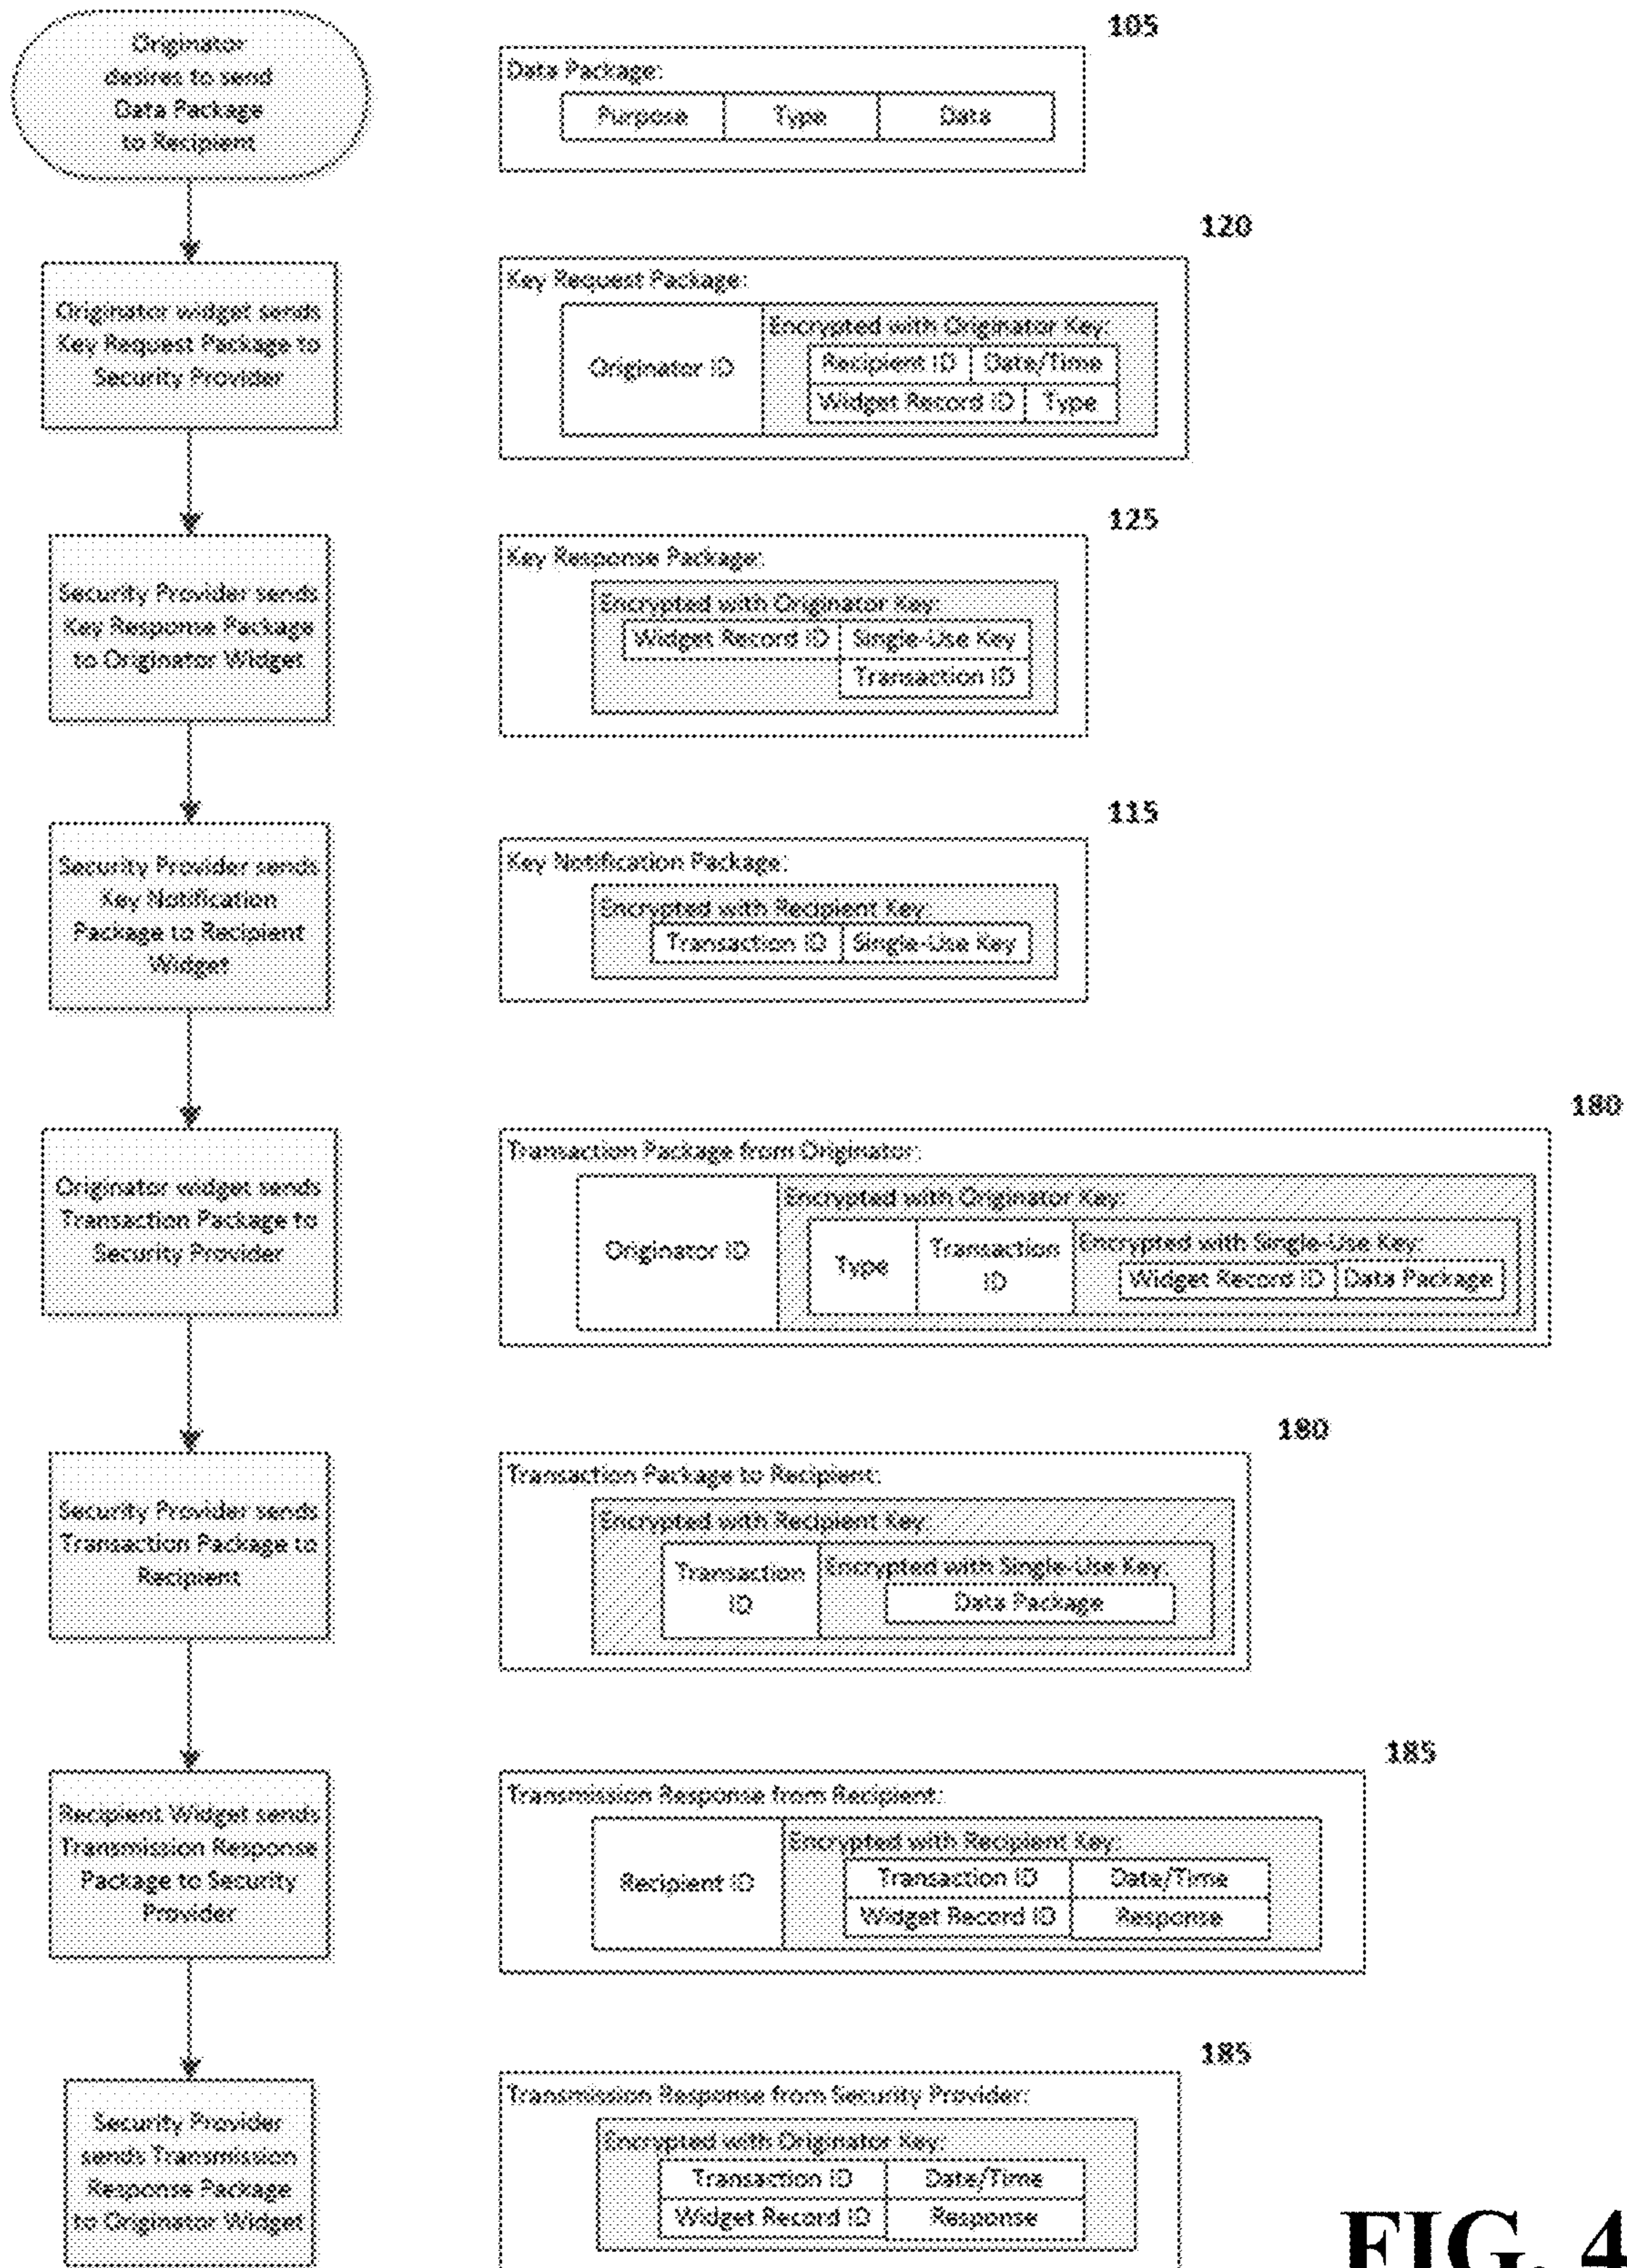 Originator
desires to send
Data Package
to Recipient
105
Data Package:
Purpose Type Data
Originator widget sends
Key Request Package to
Security Provider
120
Key Request Package:
Originator ID
Encrypted with Originator Key:
Recipient ID Date/Time
Widget Record ID Type
Security Provider sends
Key Response Package
to Originator Widget
125
Key Response Package:
Encrypted with Originator Key:
Widget Record ID Single-Use Key
Transaction ID
Security Provider sends
Key Notification
Package to Recipient
Widget
115
Key Notification Package:
Encrypted with Recipient Key:
Transaction ID Single-Use Key
Originator widget sends
Transaction Package to
Security Provider
180
Transaction Package from Originator:
Originator ID
Encrypted with Originator Key:
Type
Transaction
ID
Encrypted with Single-Use Key:
Widget Record ID Data Package
Security Provider sends
Transaction Package to
Recipient
180
Transaction Package to Recipient:
Encrypted with Recipient Key:
Transaction
ID
Encrypted with Single-Use Key:
Data Package
Recipient Widget sends
Transmission Response
Package to Security
Provider
185
Transmission Response from Recipient:
Recipient ID
Encrypted with Recipient Key:
Transaction ID Date/Time
Widget Record ID Response
Security Provider
sends Transmission
Response Package
to Originator Widget
185
Transmission Response from Security Provider:
Encrypted with Originator Key:
Transaction ID Date/Time
Widget Record ID Response
FIG. 4